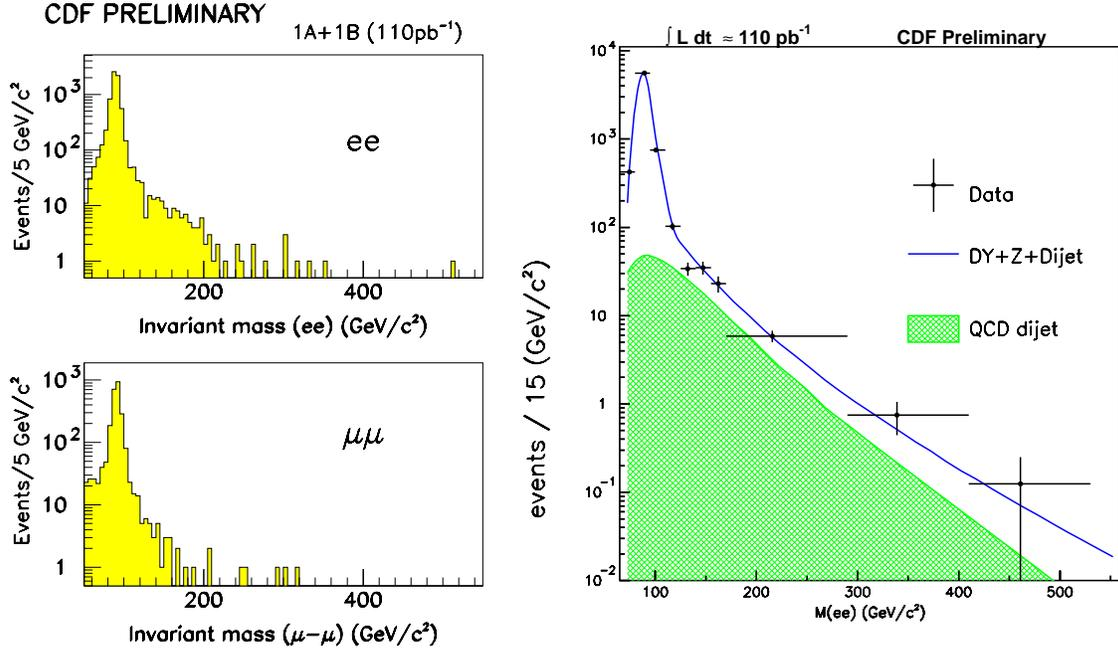 CDF PRELIMINARY
1A+1B (110pb⁻¹)
Events/5 GeV/c²
10³
10²
10
1
ee
200
400
Invariant mass (ee) (GeV/c²)
Events/5 GeV/c²
10³
10²
10
1
μμ
200
400
Invariant mass (μ−μ) (GeV/c²)
∫ L dt ≈ 110 pb⁻¹
CDF Preliminary
events / 15 (GeV/c²)
10⁴
10³
10²
10
1
10⁻¹
10⁻²
Data
DY+Z+Dijet
QCD dijet
100
200
300
400
500
M(ee) (GeV/c²)